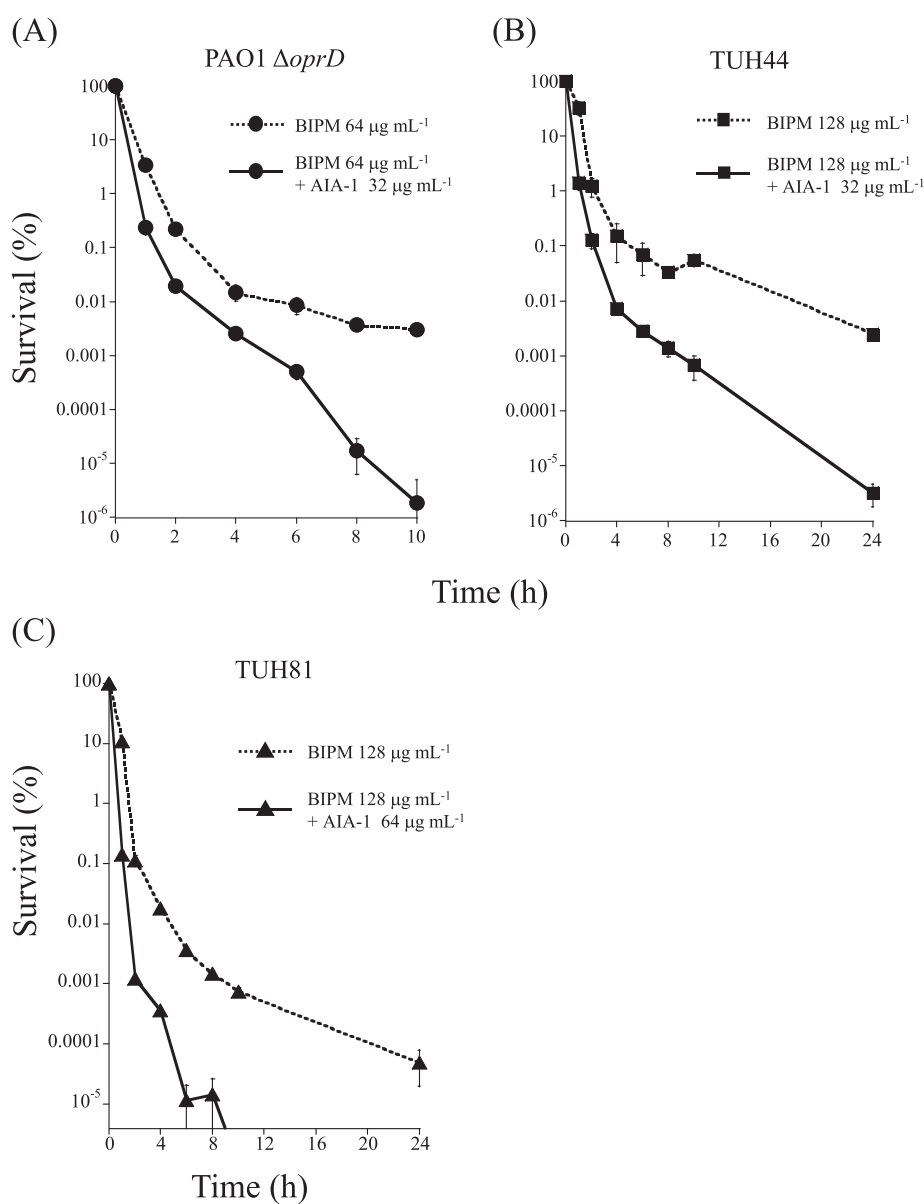 (A)
PAO1 ΔoprD
Survival (%)
100
10
1
0.1
0.01
0.001
0.0001
10⁻⁵
10⁻⁶
BIPM 64 μg mL⁻¹
BIPM 64 μg mL⁻¹
+ AIA-1 32 μg mL⁻¹
0 2 4 6 8 10
(B)
TUH44
100
10
1
0.1
0.01
0.001
0.0001
10⁻⁵
10⁻⁶
BIPM 128 μg mL⁻¹
BIPM 128 μg mL⁻¹
+ AIA-1 32 μg mL⁻¹
0 4 8 12 16 20 24
Time (h)
(C)
TUH81
Survival (%)
100
10
1
0.1
0.01
0.001
0.0001
10⁻⁵
BIPM 128 μg mL⁻¹
BIPM 128 μg mL⁻¹
+ AIA-1 64 μg mL⁻¹
0 4 8 12 16 20 24
Time (h)